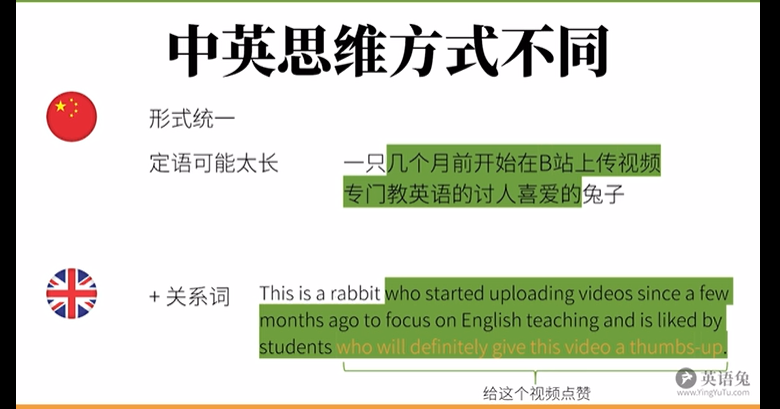 中英思维方式不同
形式统一
定语可能太长
一只几个月前开始在B站上传视频
专门教英语的讨人喜爱的兔子
+ 关系词
This is a rabbit who started uploading videos since a few
months ago to focus on English teaching and is liked by
students who will definitely give this video a thumbs-up.
给这个视频点赞
英语兔
www.YingYuTu.com